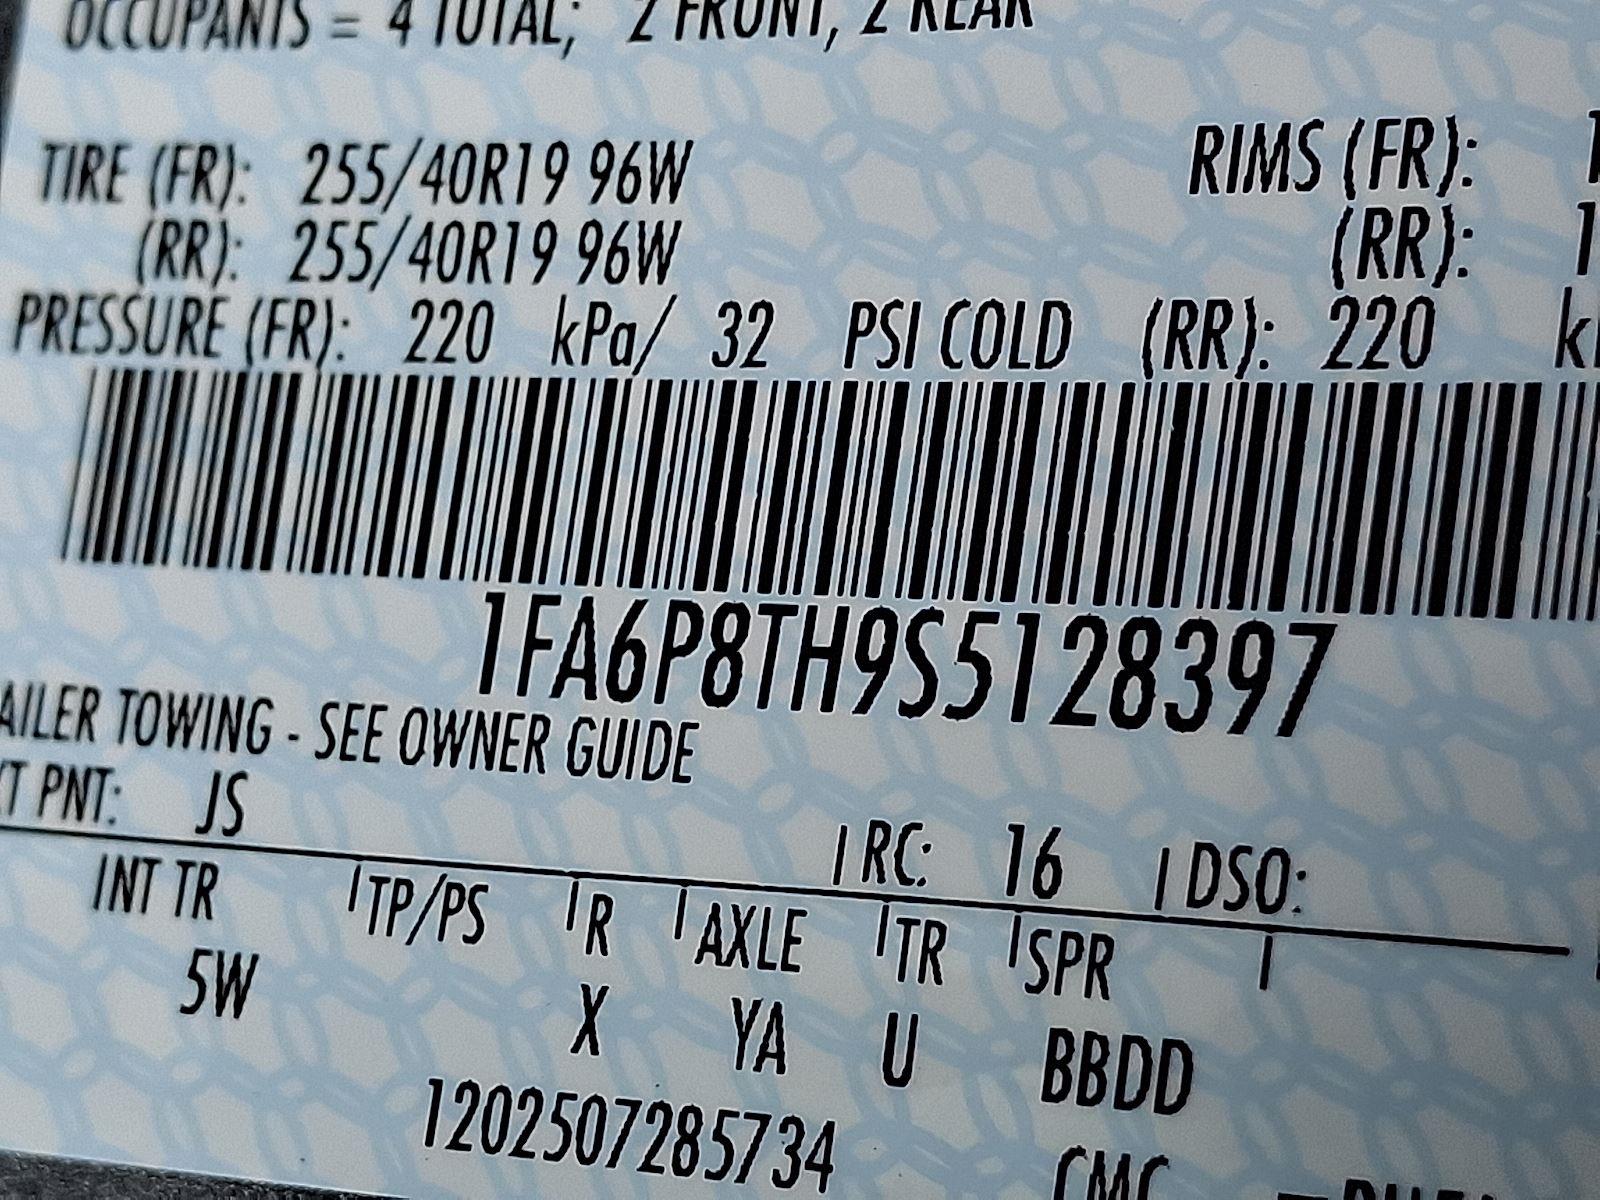 OCCUPANTS = 4 TOTAL; 2 FRONT, 2 REAR
TIRE (FR): 255/40R19 96W RIMS (FR):
(RR): 255/40R19 96W (RR):
PRESSURE (FR): 220 kPa/ 32 PSI COLD (RR): 220
1FA6P8TH9S5128397
AILER TOWING - SEE OWNER GUIDE
T PNT: JS RC: 16 DSO:
INT TR TP/PS R AXLE TR SPR
5W X YA U BBDD
1202507285734